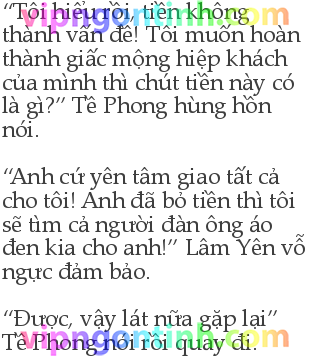 “Tôi hiểu rồi, tiền không
thành vấn đề! Tôi muốn hoàn
thành giấc mộng hiệp khách
của mình thì chút tiền này có
là gì?” Tề Phong hùng hồn
nói.
“Anh cứ yên tâm giao tất cả
cho tôi! Anh đã bỏ tiền thì tôi
sẽ tìm cả người đàn ông áo
đen kia cho anh!” Lâm Yên vỗ
ngực đảm bảo.
“Được, vậy lát nữa gặp lại”
Tề Phong nói rồi quay đi.
vipngontinh.com
vipngontinh.com